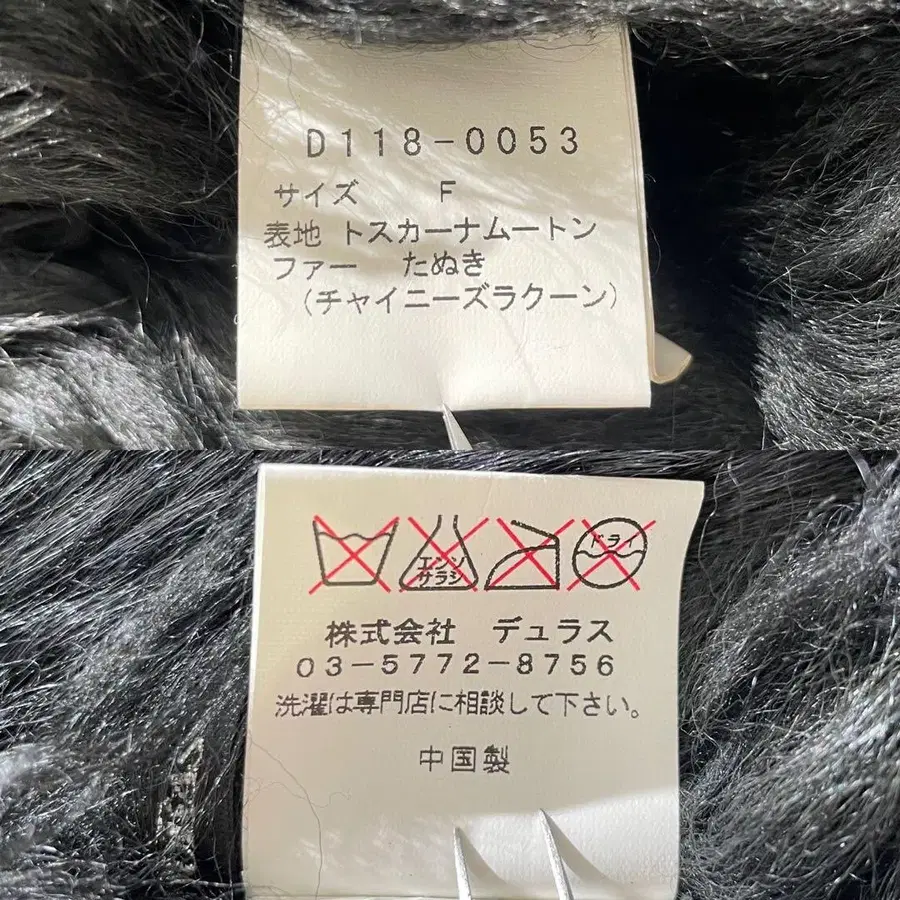 D118-0053
サイズ F
表地 トスカーナムートン
ファー たぬき
(チャイニーズラクーン)
エンソ
サラシ
ドライ
株式会社 デュラス
03-5772-8756
洗濯は専門店に相談して下さい。
中国製